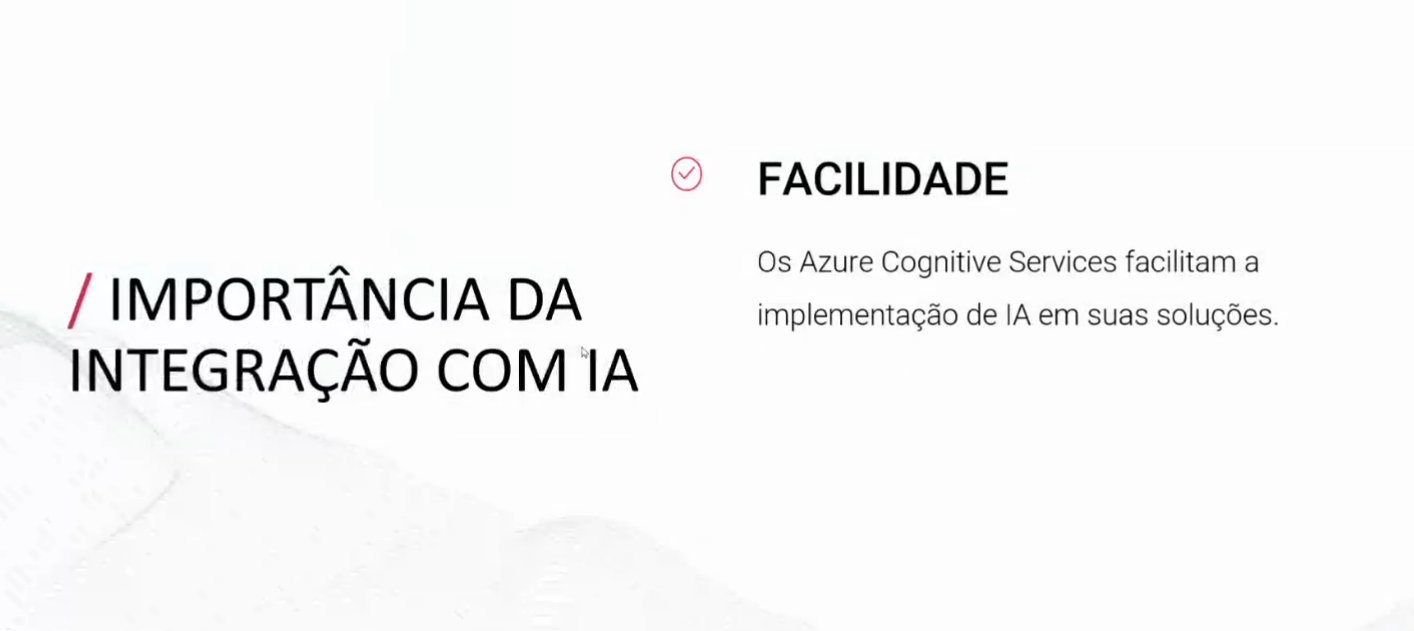 / IMPORTÂNCIA DA
INTEGRAÇÃO COM IA
FACILIDADE
Os Azure Cognitive Services facilitam a
implementação de IA em suas soluções.